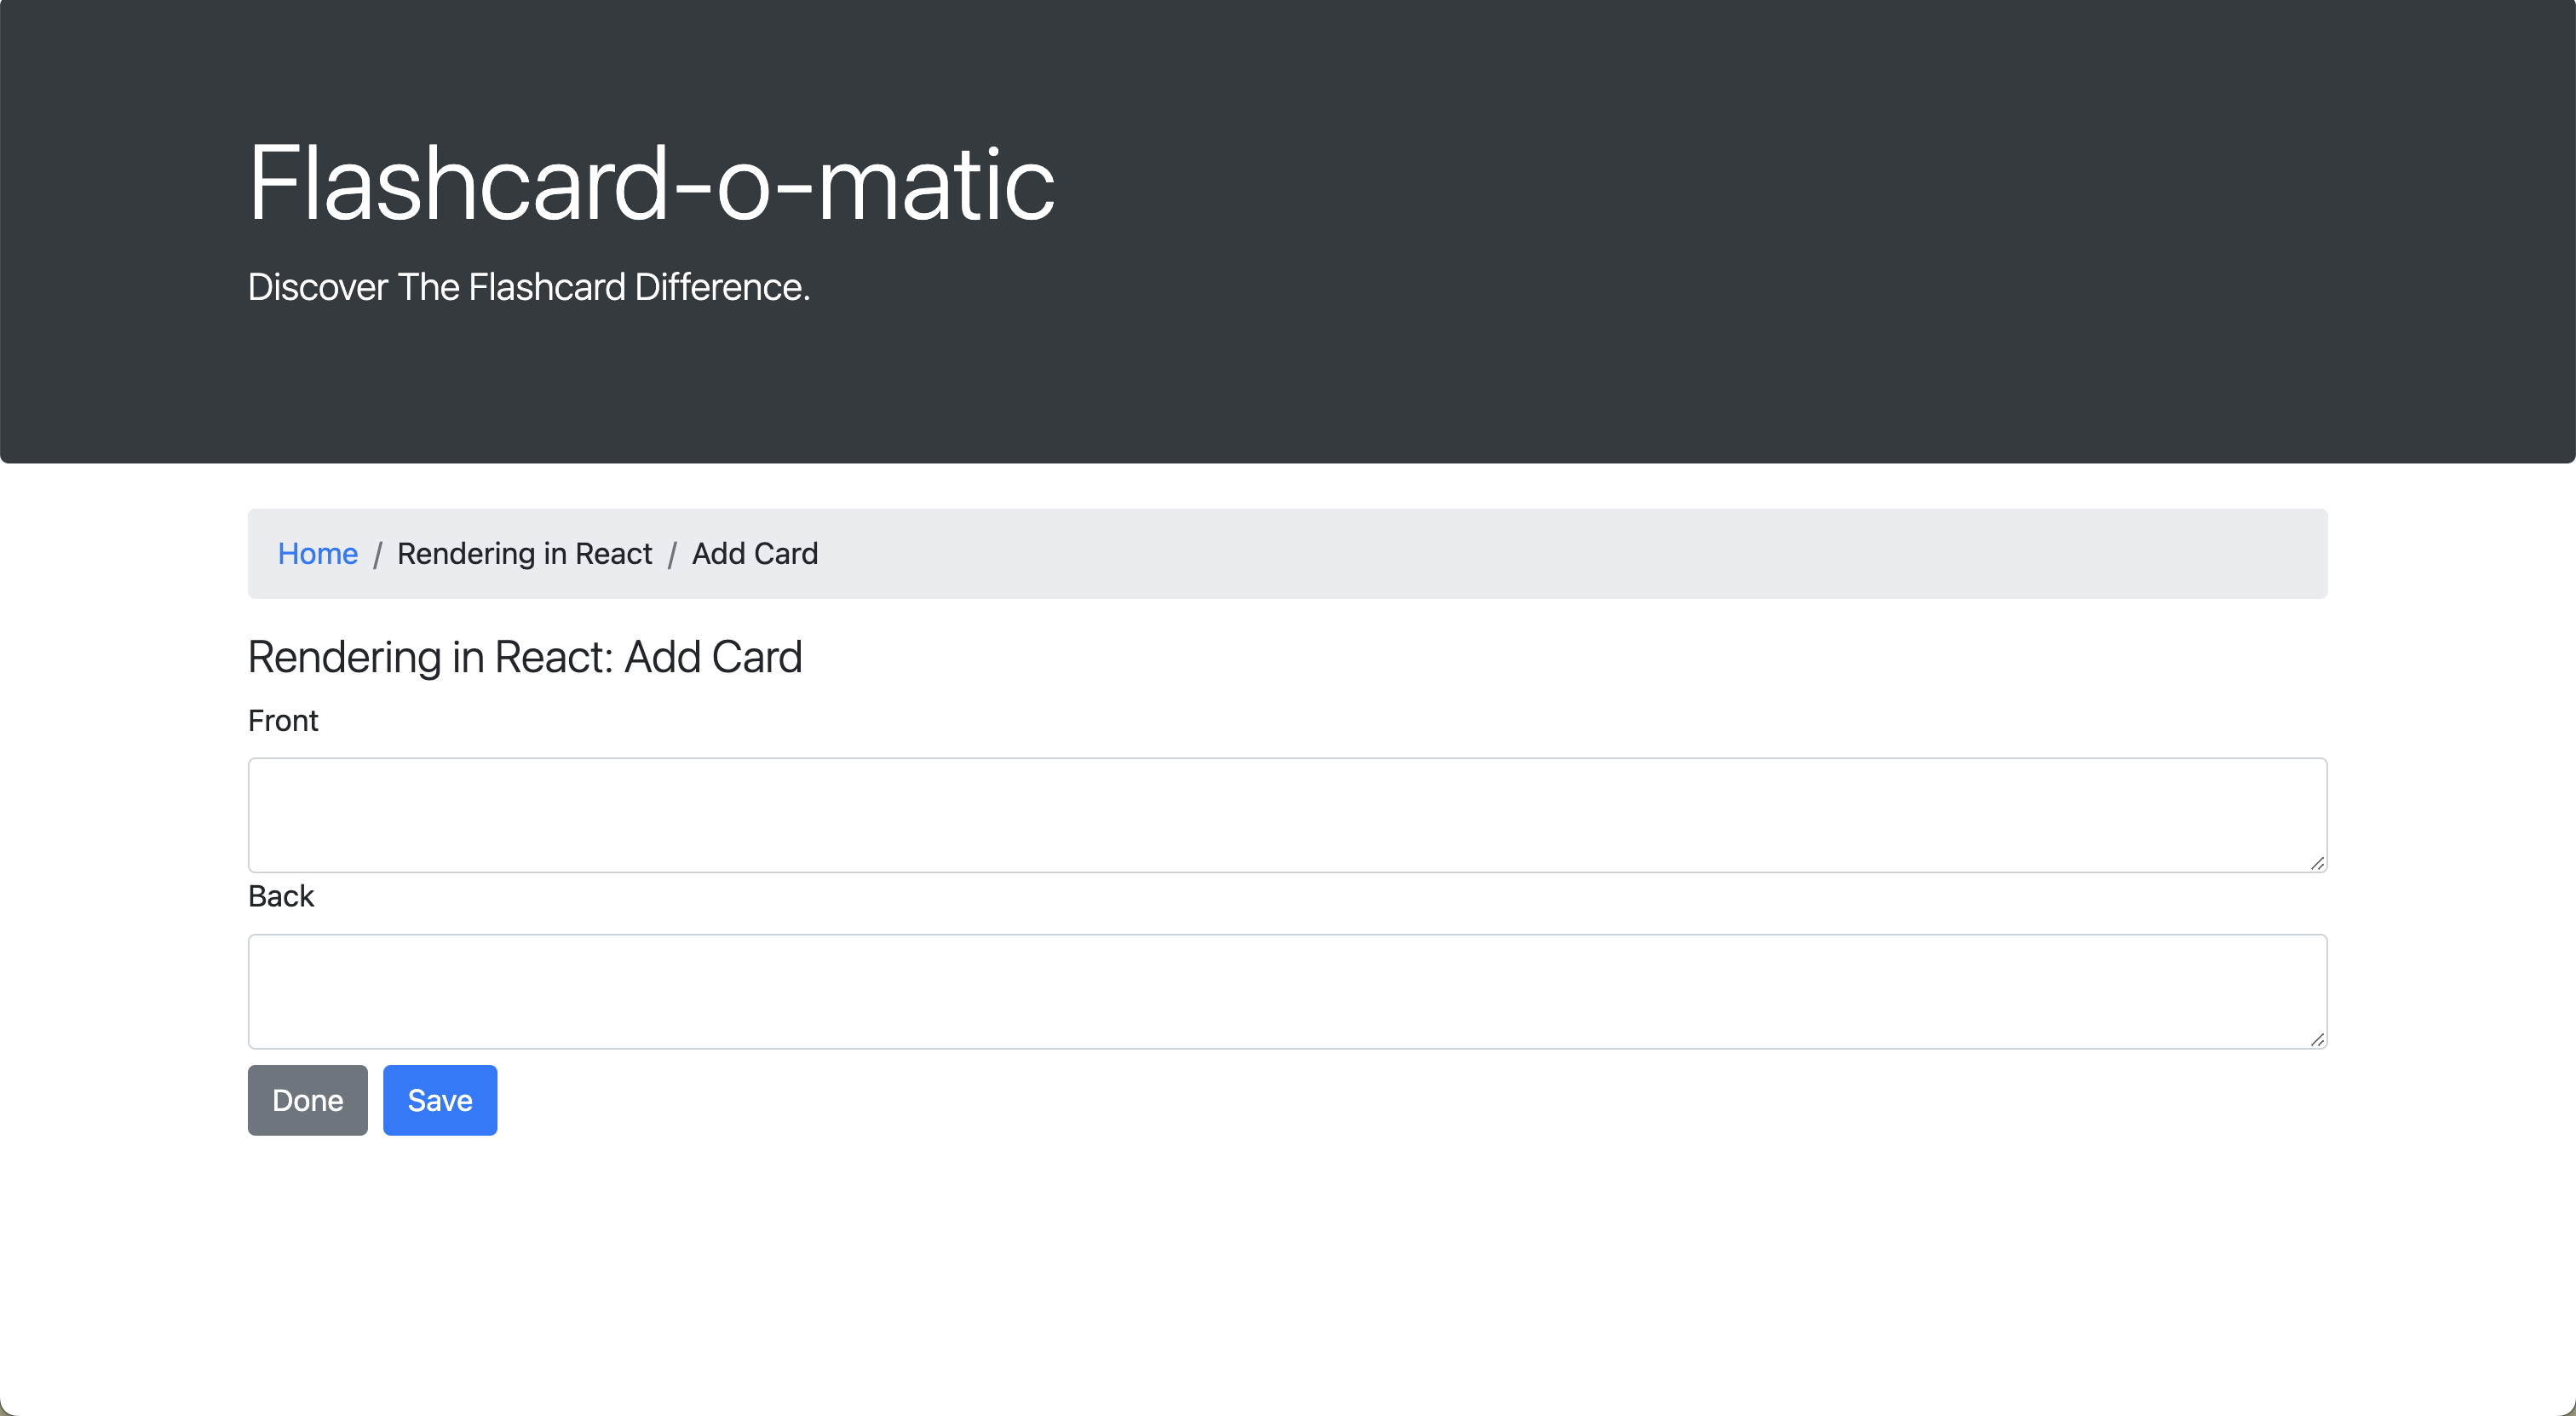 Flashcard-o-matic
Discover The Flashcard Difference.
Home / Rendering in React / Add Card
Rendering in React: Add Card
Front
Back
Done Save